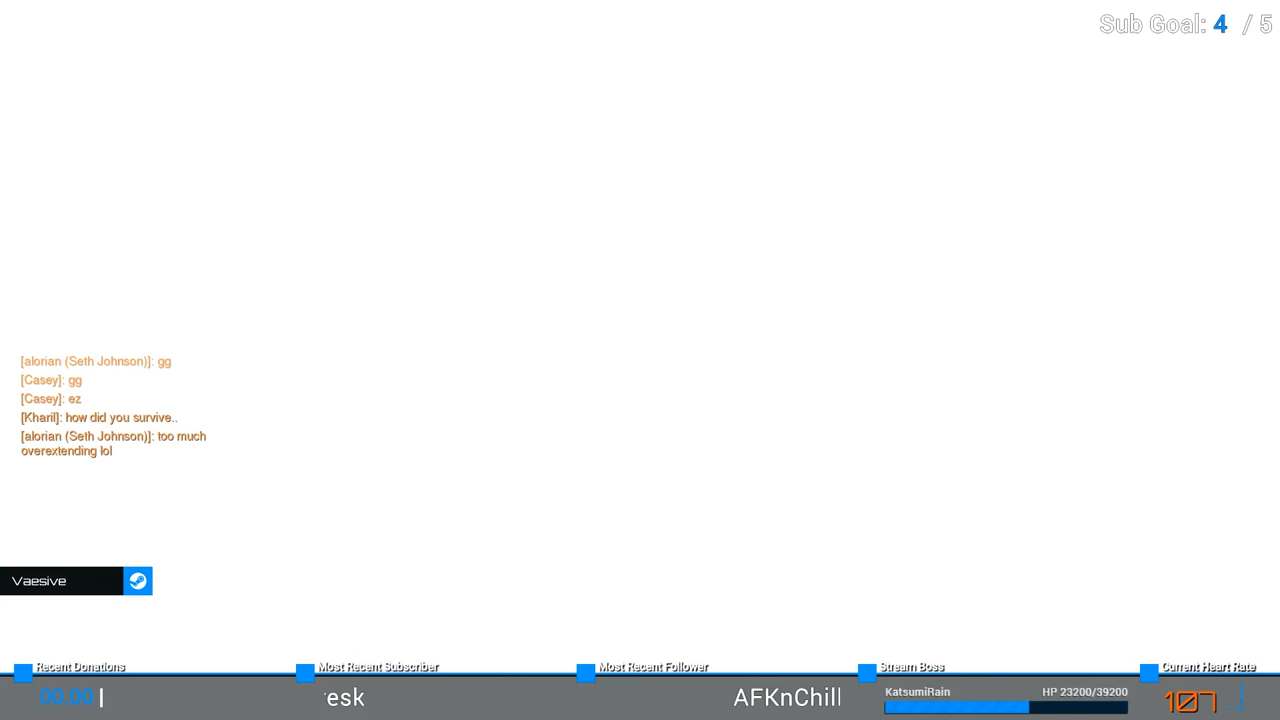 Sub Goal: 4 / 5
[alorian (Seth Johnson)]: gg
[Casey]: gg
[Casey]: ez
[Kharil]: how did you survive..
[alorian (Seth Johnson)]: too much
overextending lol
Vaesive
Recent Donations
Most Recent Subscriber
Most Recent Follower
Stream Boss
Current Heart Rate
00.00 |
esk
AFKnChill
KatsumiRain
HP 23200/39200
107